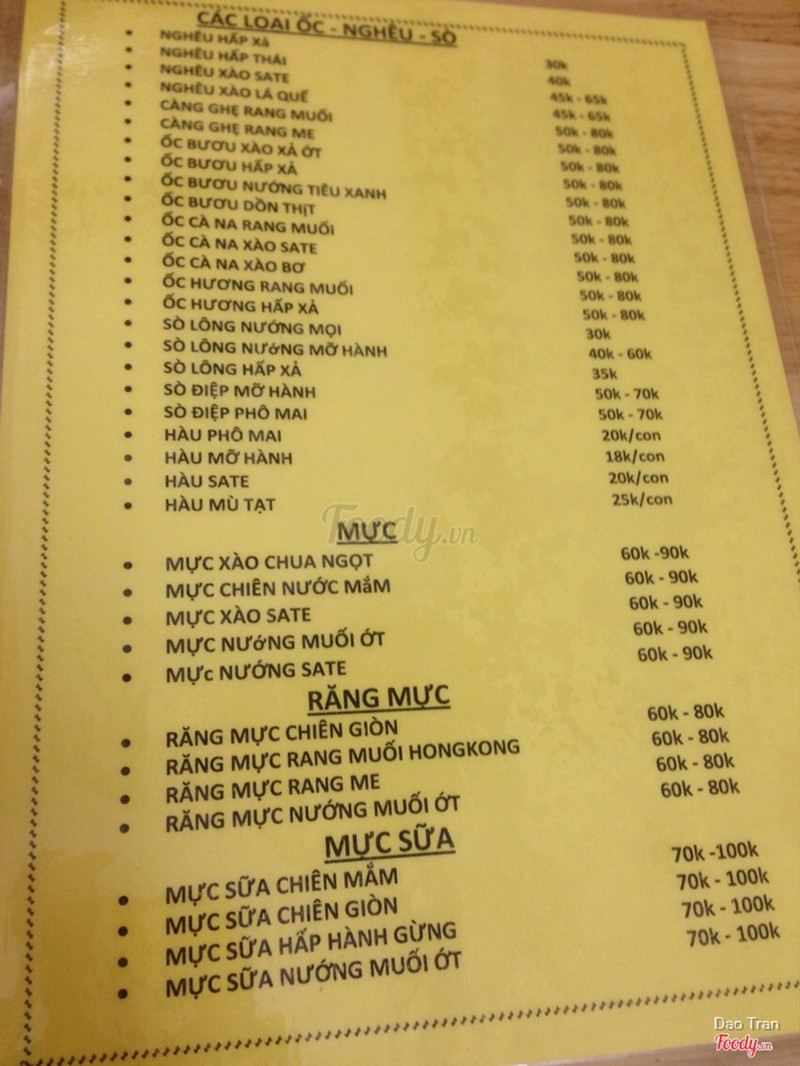 CÁC LOẠI ỐC - NGHÊU - SÒ
• NGHÊU HẤP XẢ 30k
• NGHÊU HẤP THÁI 40k
• NGHÊU XÀO SATE 45k - 65k
• NGHÊU XÀO LÁ QUẾ 45k - 65k
• CÀNG GHẸ RANG MUỐI 50k - 80k
• CÀNG GHẸ RANG ME 50k - 80k
• ỐC BƯƠU XÀO XẢ ỚT 50k - 80k
• ỐC BƯƠU HẤP XẢ 50k - 80k
• ỐC BƯƠU NƯỚNG TIÊU XANH 50k - 80k
• ỐC BƯƠU DỒN THỊT 50k - 80k
• ỐC CÀ NA RANG MUỐI 50k - 80k
• ỐC CÀ NA XÀO SATE 50k - 80k
• ỐC CÀ NA XÀO BƠ 50k - 80k
• ỐC HƯƠNG RANG MUỐI 50k - 80k
• ỐC HƯƠNG HẤP XẢ 50k - 80k
• SÒ LÔNG NƯỚNG MỌI 30k
• SÒ LÔNG NƯớNG MỠ HÀNH 40k - 60k
• SÒ LÔNG HẤP XẢ 35k
• SÒ ĐIỆP MỠ HÀNH 50k - 70k
• SÒ ĐIỆP PHÔ MAI 50k - 70k
• HÀU PHÔ MAI 20k/con
• HÀU MỠ HÀNH 18k/con
• HÀU SATE 20k/con
• HÀU MÙ TẠT 25k/con
MỰC
• MỰC XÀO CHUA NGỌT 60k -90k
• MỰC CHIÊN NƯỚC MắM 60k - 90k
• MỰC XÀO SATE 60k - 90k
• MỰC NƯớNG MUỐI ỚT 60k - 90k
• MỰc NƯỚNG SATE 60k - 90k
RĂNG MỰC
• RĂNG MỰC CHIÊN GIÒN 60k - 80k
• RĂNG MỰC RANG MUỐI HONGKONG 60k - 80k
• RĂNG MỰC RANG ME 60k - 80k
• RĂNG MỰC NƯỚNG MUỐI ỚT 60k - 80k
MỰC SỮA
• MỰC SỮA CHIÊN MẮM 70k -100k
• MỰC SỮA CHIÊN GIÒN 70k - 100k
• MỰC SỮA HẤP HÀNH GỪNG 70k - 100k
• MỰC SỮA NƯỚNG MUỐI ỚT 70k - 100k
Foody.vn
Dao Tran
Foody.vn